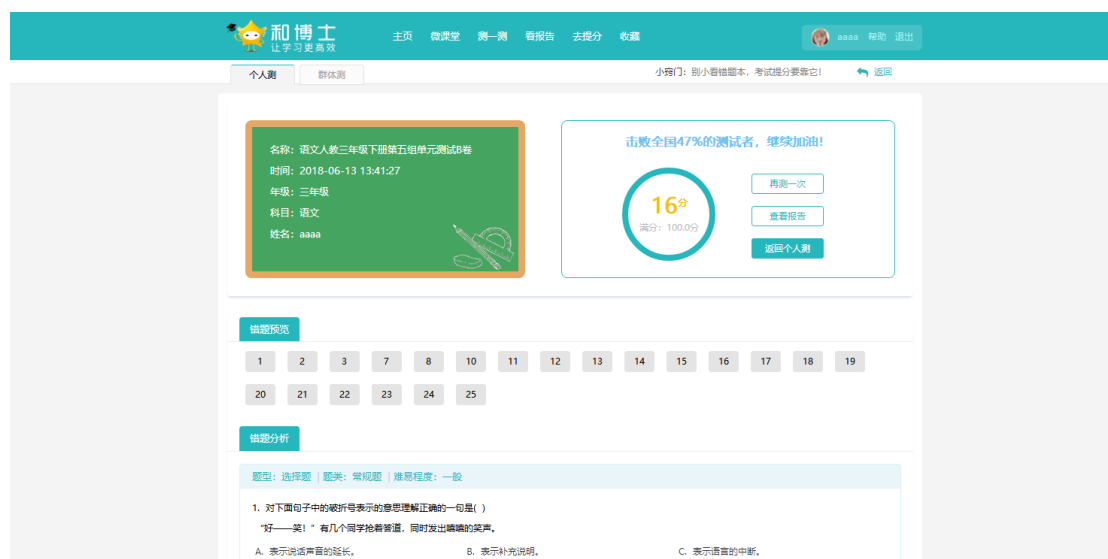 和博士
让学习更高效
主页 微课堂 测一测 看报告 去提分 收藏
aaaa 帮助 退出
个人测 群体测
小窍门：别小看错题本，考试提分要靠它！ 返回
名称：语文人教三年级下册第五组单元测试B卷
时间：2018-06-13 13:41:27
年级：三年级
科目：语文
姓名：aaaa
击败全国47%的测试者，继续加油!
16分
满分：100.0分
再测一次
查看报告
返回个人测
错题预览
1 2 3 7 8 10 11 12 13 14 15 16 17 18 19
20 21 22 23 24 25
错题分析
题型：选择题 | 题类：常规题 | 难易程度：一般
1. 对下面句子中的破折号表示的意思理解正确的一句是( )
“好——笑！”有几个同学抢着答道，同时发出嘻嘻的笑声。
A. 表示说话声音的延长。 B. 表示补充说明。 C. 表示语言的中断。